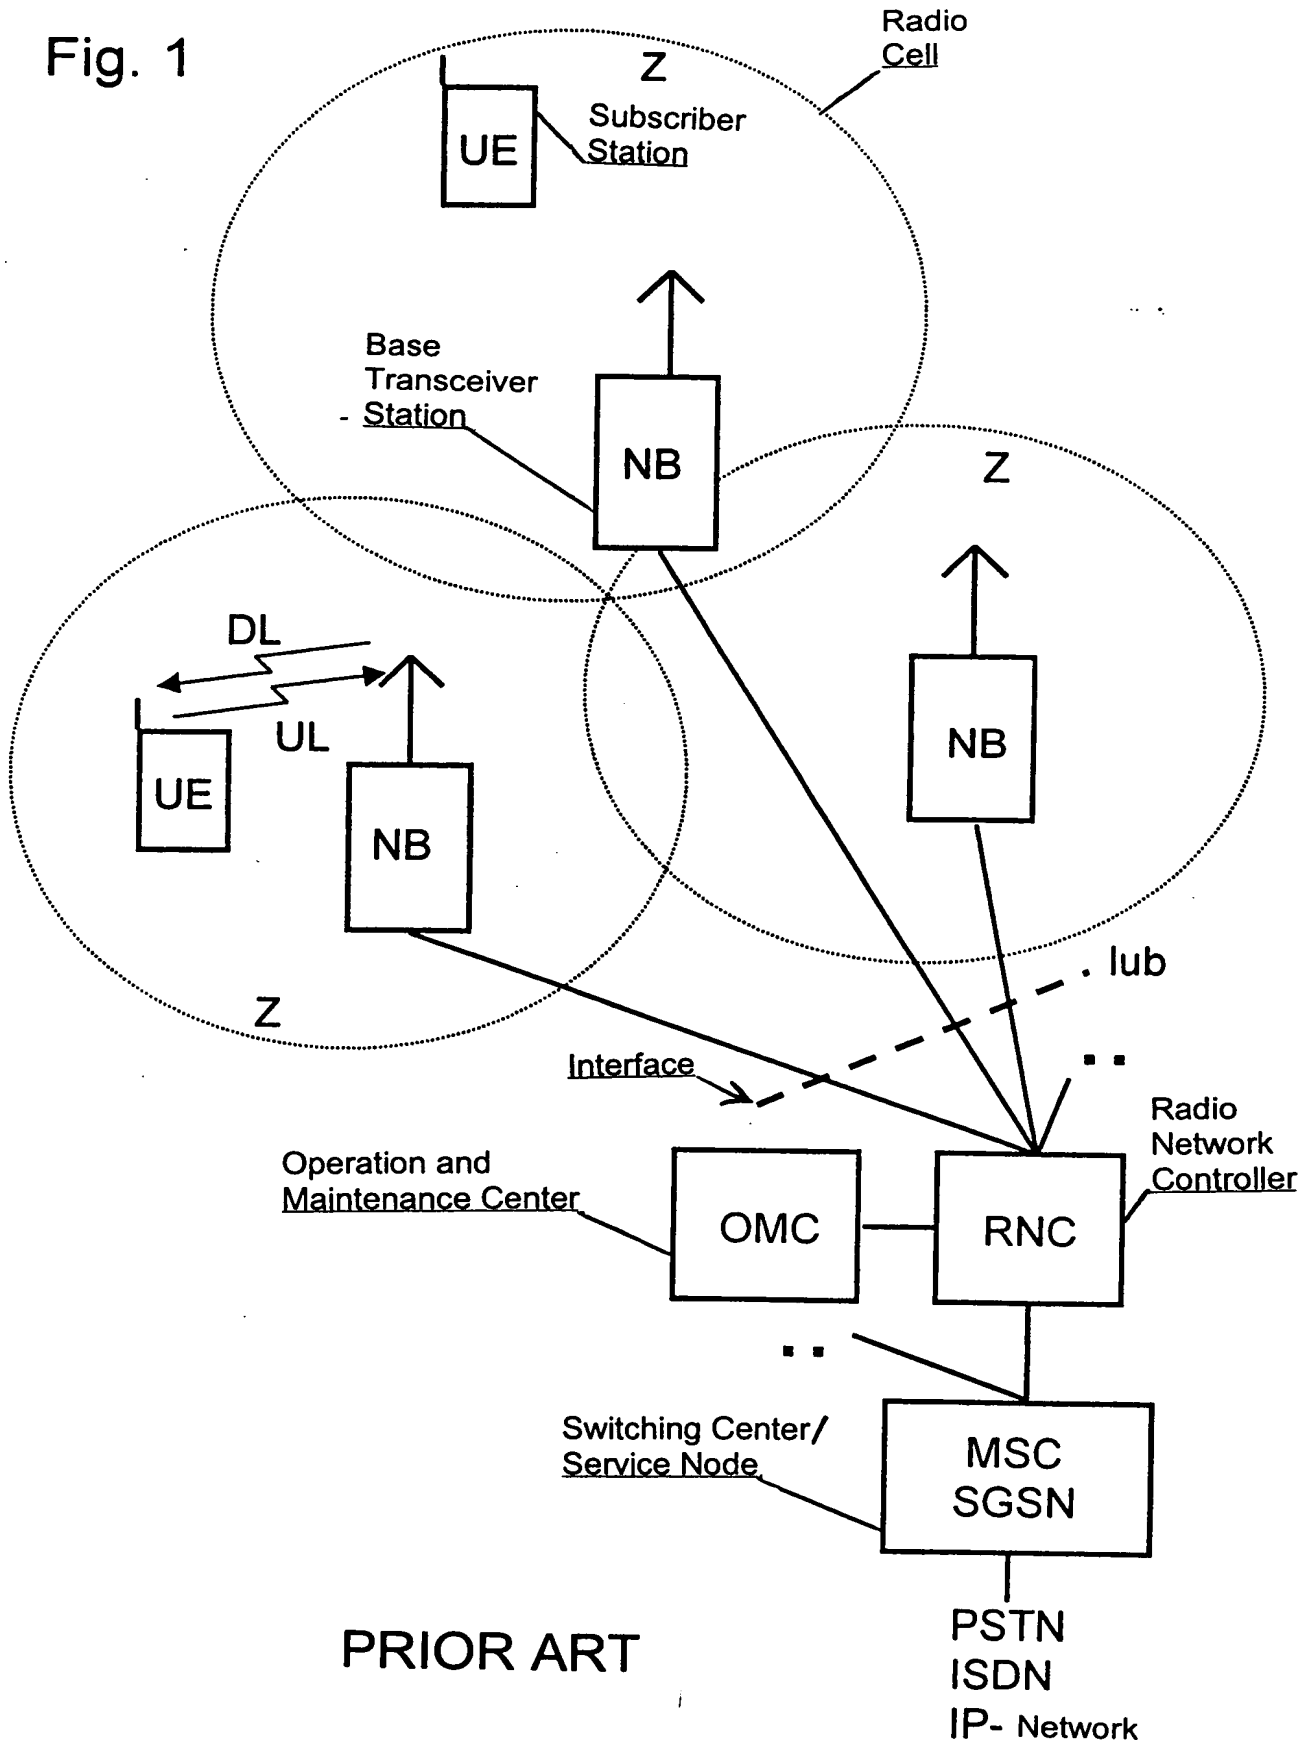 Fig. 1
Radio
Cell
Z
Subscriber
Station
UE
Base
Transceiver
Station
NB
Z
DL
UL
NB
UE
NB
Iub
Z
Interface
Radio
Network
Controller
Operation and
Maintenance Center
OMC
RNC
Switching Center/
Service Node
MSC
SGSN
PSTN
ISDN
IP- Network
PRIOR ART